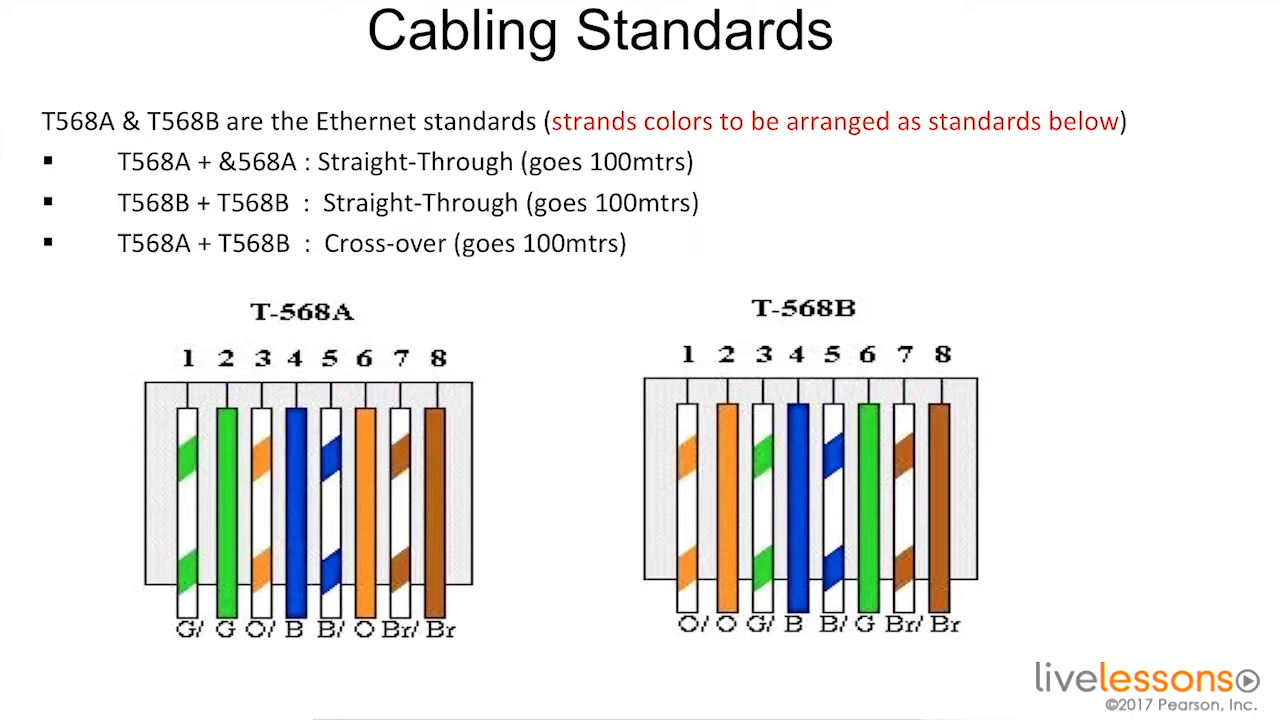 Cabling Standards
T568A & T568B are the Ethernet standards (strands colors to be arranged as standards below)
▪ T568A + &568A : Straight-Through (goes 100mtrs)
▪ T568B + T568B : Straight-Through (goes 100mtrs)
▪ T568A + T568B : Cross-over (goes 100mtrs)
T-568A
1 2 3 4 5 6 7 8
G/ G O/ B B/ O Br/ Br
T-568B
1 2 3 4 5 6 7 8
O/ O G/ B B/ G Br/ Br
livelessons
©2017 Pearson, Inc.